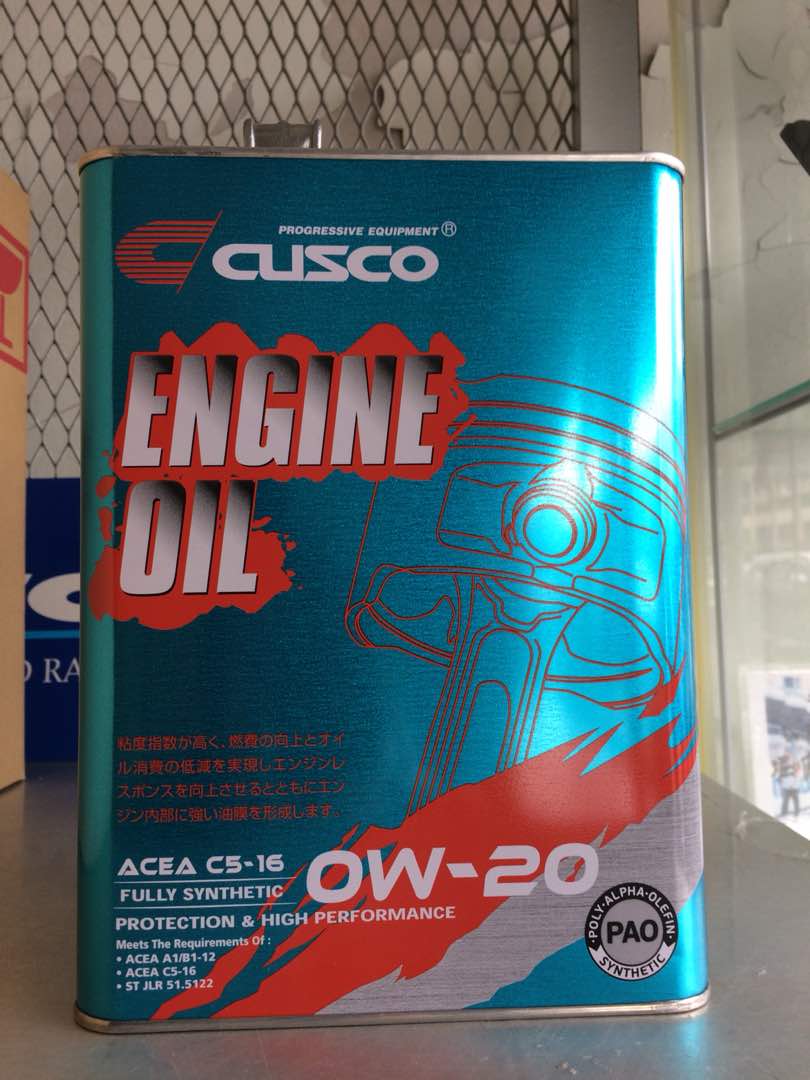 PROGRESSIVE EQUIPMENT®
CUSCO
ENGINE
OIL
粘度指数が高く、燃費の向上とオイ
ル消費の低減を実現しエンジンレ
スポンスを向上させるとともにエン
ジン内部に強い油膜を形成します。
ACEA C5-16
0W-20
FULLY SYNTHETIC
PROTECTION & HIGH PERFORMANCE
Meets The Requirements Of :
• ACEA A1/B1-12
• ACEA C5-16
• ST JLR 51.5122
POLY-ALPHA-OLEFIN
PAO
SYNTHETIC
RA